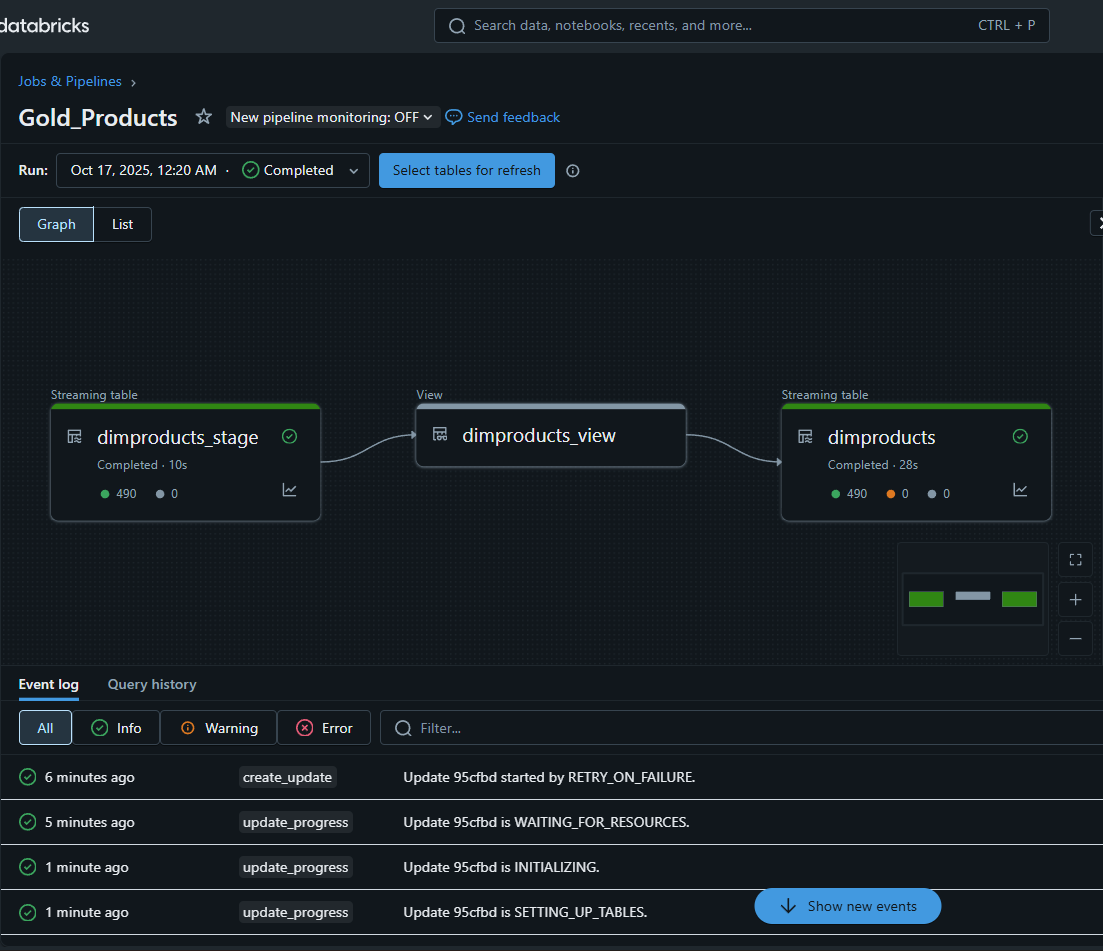 databricks
Search data, notebooks, recents, and more... CTRL + P
Jobs & Pipelines
Gold_Products New pipeline monitoring: OFF Send feedback
Run: Oct 17, 2025, 12:20 AM · Completed Select tables for refresh
Graph List
Streaming table View Streaming table
dimproducts_stage dimproducts_view dimproducts
Completed · 10s Completed · 28s
490 0 490 0 0
Event log Query history
All Info Warning Error Filter...
6 minutes ago create_update Update 95cfbd started by RETRY_ON_FAILURE.
5 minutes ago update_progress Update 95cfbd is WAITING_FOR_RESOURCES.
1 minute ago update_progress Update 95cfbd is INITIALIZING.
1 minute ago update_progress Update 95cfbd is SETTING_UP_TABLES.
Show new events